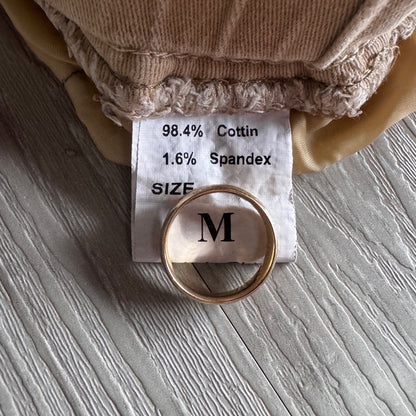 98.4% Cottin
1.6% Spandex
SIZE
M